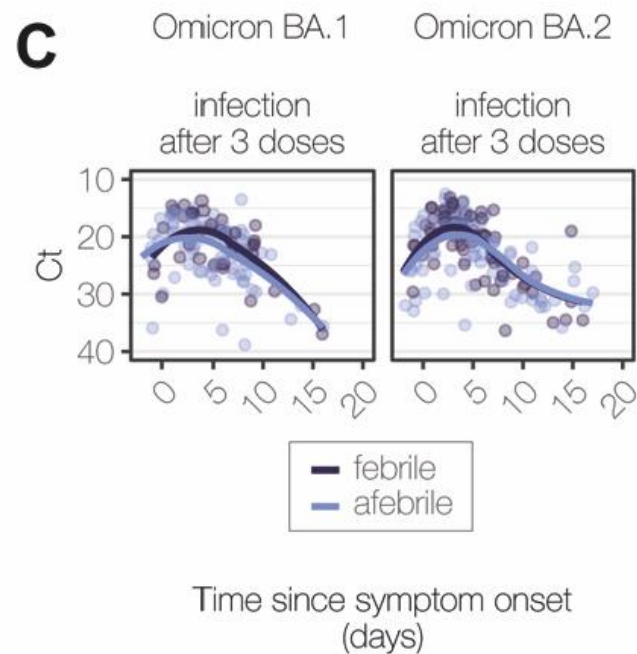 C
Omicron BA.1
Omicron BA.2
infection
after 3 doses
infection
after 3 doses
Ct
10
20
30
40
0
5
10
15
20
0
5
10
15
20
febrile
afebrile
Time since symptom onset
(days)